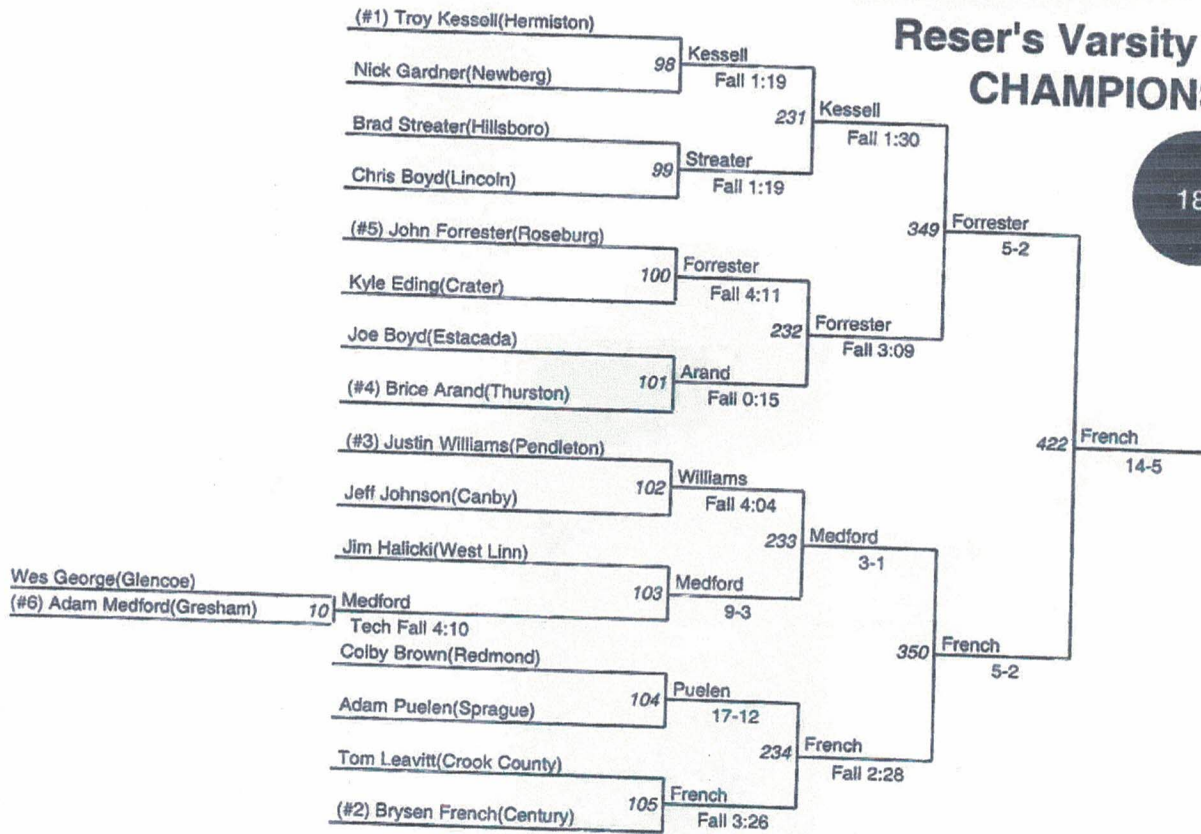 Reser's Varsity
CHAMPIONS
18
(#1) Troy Kessell(Hermiston)
Nick Gardner(Newberg)
98 Kessell
Fall 1:19
Brad Streater(Hillsboro)
Chris Boyd(Lincoln)
99 Streater
Fall 1:19
231 Kessell
Fall 1:30
(#5) John Forrester(Roseburg)
Kyle Eding(Crater)
100 Forrester
Fall 4:11
Joe Boyd(Estacada)
(#4) Brice Arand(Thurston)
101 Arand
Fall 0:15
232 Forrester
Fall 3:09
349 Forrester
5-2
(#3) Justin Williams(Pendleton)
Jeff Johnson(Canby)
102 Williams
Fall 4:04
Jim Halicki(West Linn)
Wes George(Glencoe)
(#6) Adam Medford(Gresham)
10 Medford
Tech Fall 4:10
103 Medford
9-3
233 Medford
3-1
Colby Brown(Redmond)
Adam Puelen(Sprague)
104 Puelen
17-12
Tom Leavitt(Crook County)
(#2) Brysen French(Century)
105 French
Fall 3:26
234 French
Fall 2:28
350 French
5-2
422 French
14-5